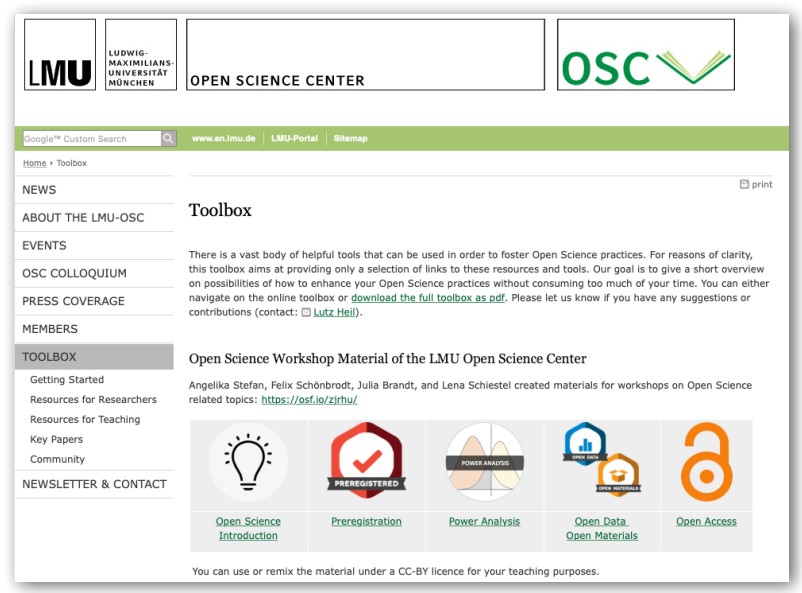 LMU
LUDWIG-
MAXIMILIANS-
UNIVERSITÄT
MÜNCHEN
OPEN SCIENCE CENTER
OSC
Google™ Custom Search
www.en.lmu.de
LMU-Portal
Sitemap
Home › Toolbox
print
NEWS
ABOUT THE LMU-OSC
EVENTS
OSC COLLOQUIUM
PRESS COVERAGE
MEMBERS
TOOLBOX
Getting Started
Resources for Researchers
Resources for Teaching
Key Papers
Community
NEWSLETTER & CONTACT
Toolbox
There is a vast body of helpful tools that can be used in order to foster Open Science practices. For reasons of clarity,
this toolbox aims at providing only a selection of links to these resources and tools. Our goal is to give a short overview
on possibilities of how to enhance your Open Science practices without consuming too much of your time. You can either
navigate on the online toolbox or download the full toolbox as pdf. Please let us know if you have any suggestions or
contributions (contact: Lutz Heil).
Open Science Workshop Material of the LMU Open Science Center
Angelika Stefan, Felix Schönbrodt, Julia Brandt, and Lena Schiestel created materials for workshops on Open Science
related topics: https://osf.io/zjrhu/
PREREGISTERED
POWER ANALYSIS
OPEN DATA
OPEN MATERIALS
Open Science
Introduction
Preregistration
Power Analysis
Open Data
Open Materials
Open Access
You can use or remix the material under a CC-BY licence for your teaching purposes.